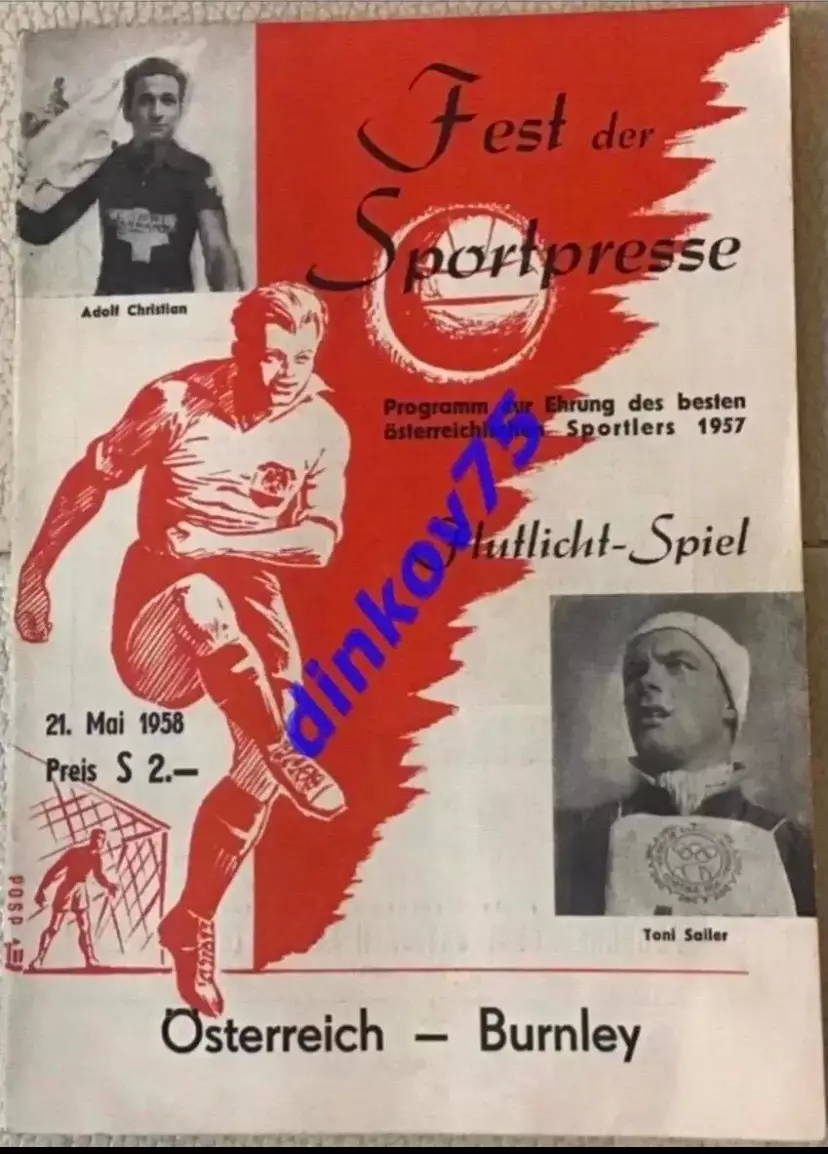 Fest der
Sportpresse
Adolf Christian
Programm zur Ehrung des besten
österreichischen Sportlers 1957
Flutlicht-Spiel
dinkov75
21. Mai 1958
Preis S 2.—
Toni Sailer
Österreich – Burnley